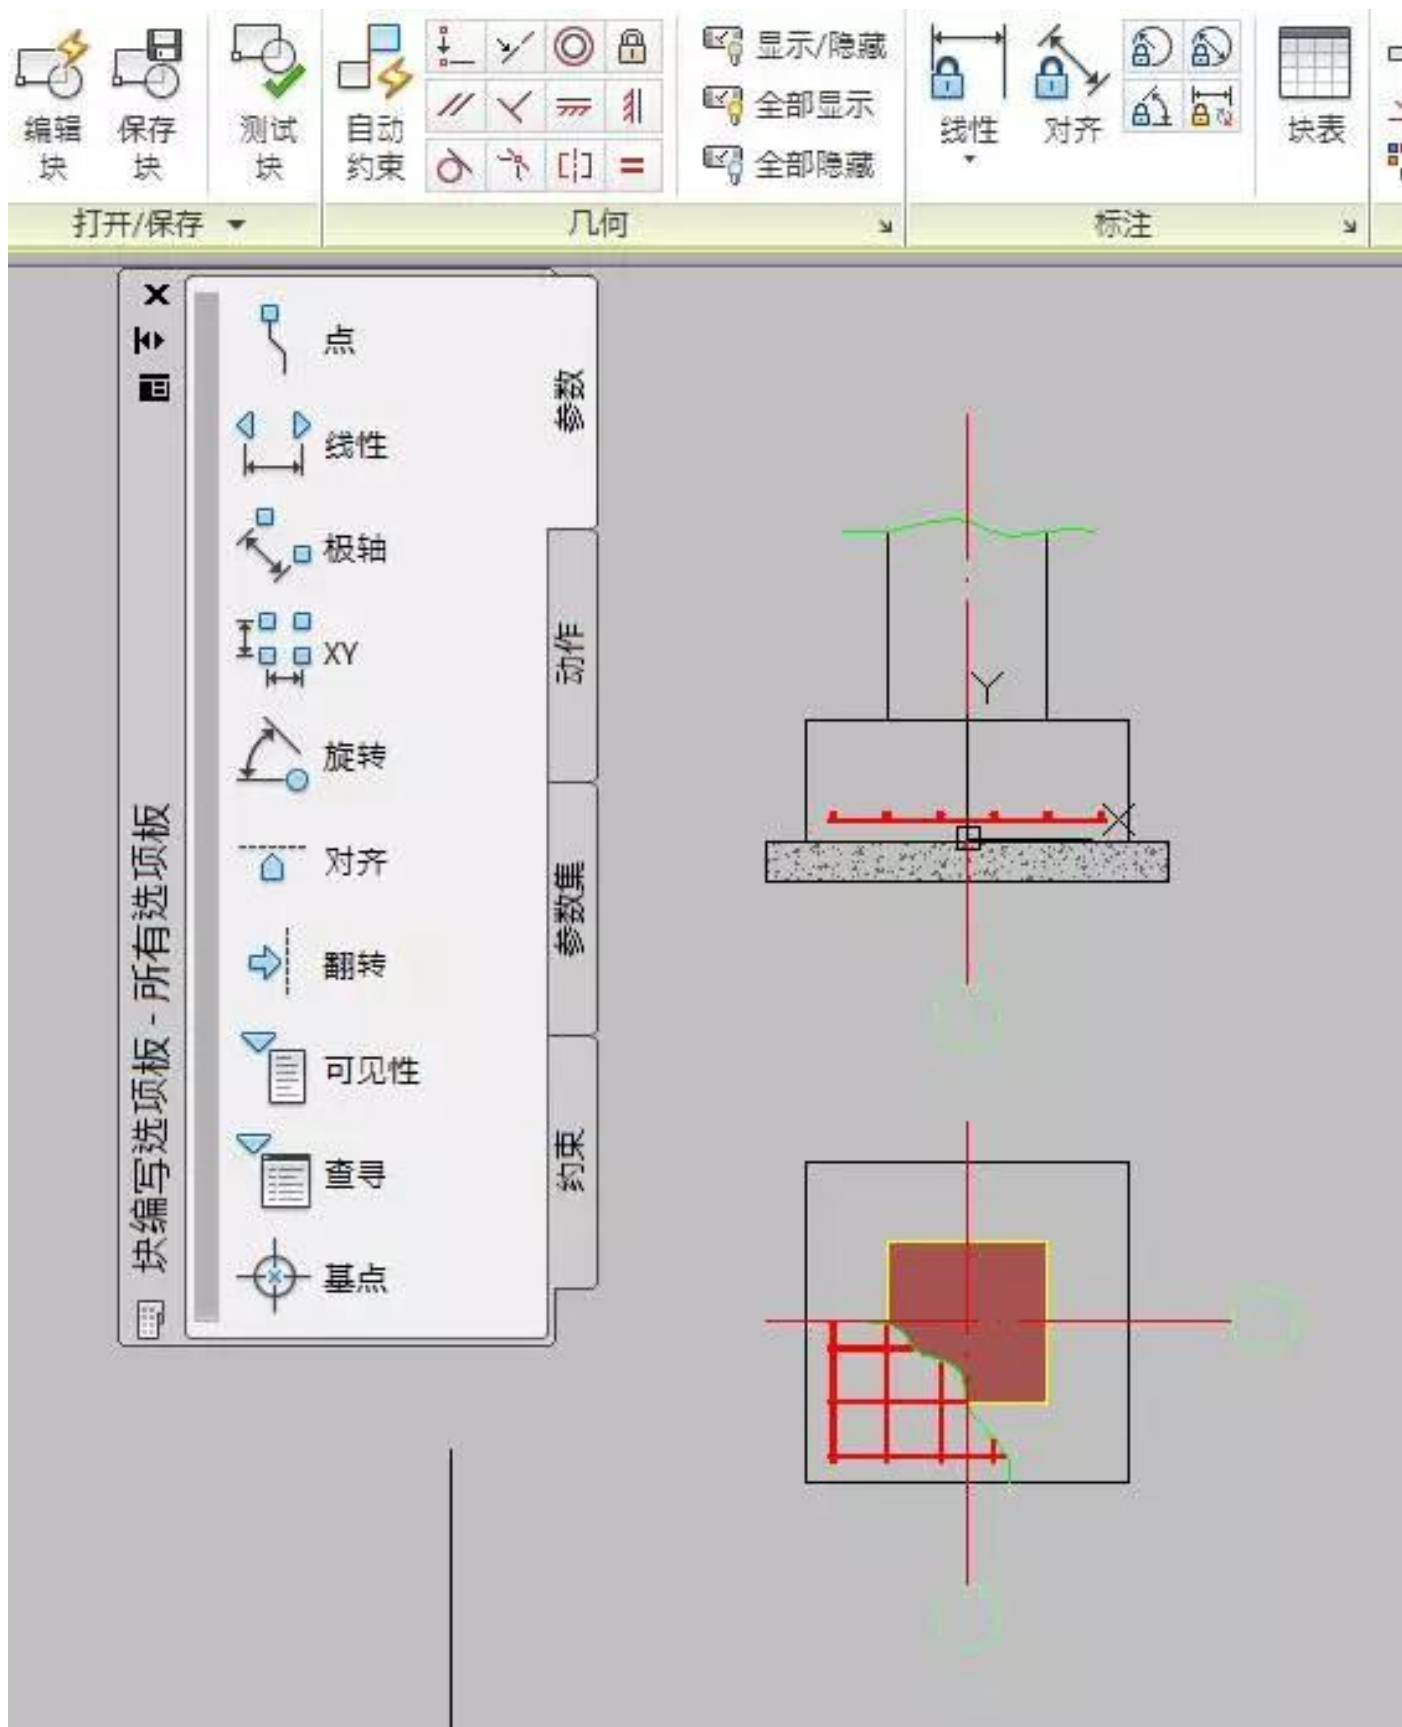 编辑
块
保存
块
测试
块
自动
约束
显示/隐藏
全部显示
全部隐藏
线性
对齐
块表
打开/保存
几何
标注
点
线性
极轴
XY
旋转
对齐
翻转
可见性
查寻
基点
参数
动作
参数集
约束
块编写选项板 - 所有选项板
Y
X